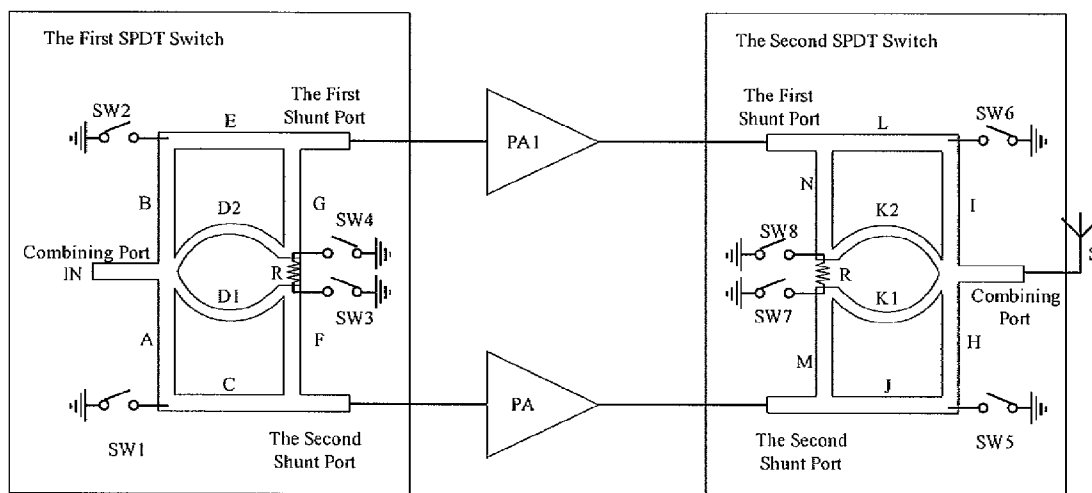 The First SPDT Switch
The Second SPDT Switch
SW2
E
The First
Shunt Port
PA1
The First
Shunt Port
L
SW6
B
D2
G
SW4
N
K2
I
SW8
Combining Port
IN
R
R
S
D1
SW3
SW7
K1
Combining
Port
A
F
M
H
C
J
PA
SW1
The Second
Shunt Port
The Second
Shunt Port
SW5